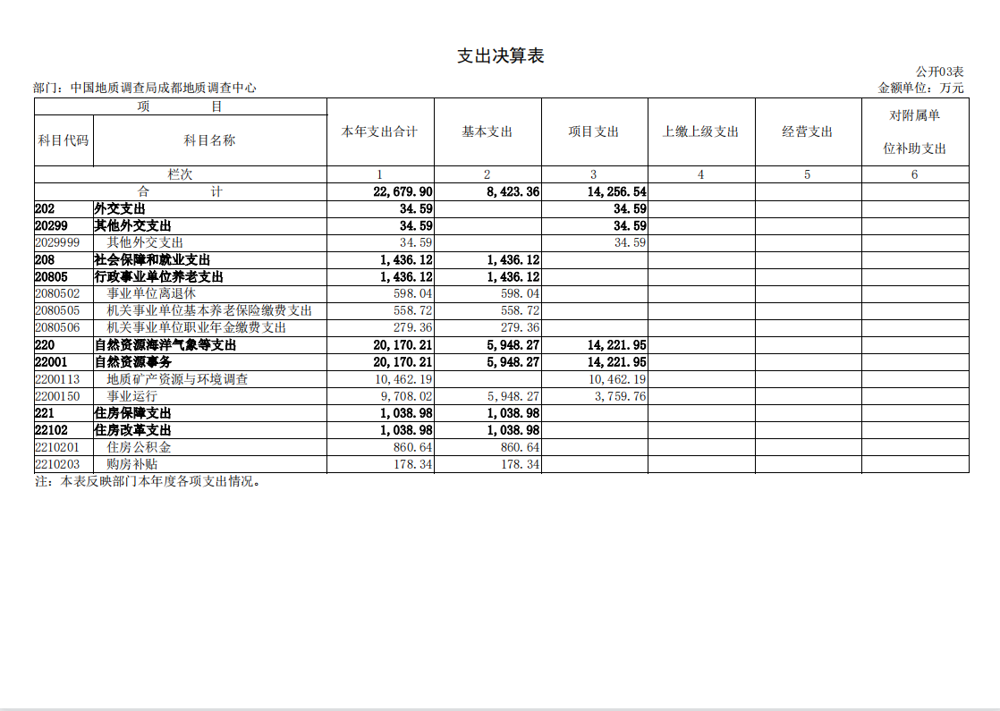 支出决算表
公开03表
部门：中国地质调查局成都地质调查中心 金额单位：万元
项 目 本年支出合计 基本支出 项目支出 上缴上级支出 经营支出 对附属单位补助支出
科目代码 科目名称
栏次 1 2 3 4 5 6
合 计 22,679.90 8,423.36 14,256.54
202 外交支出 34.59 34.59
20299 其他外交支出 34.59 34.59
2029999 其他外交支出 34.59 34.59
208 社会保障和就业支出 1,436.12 1,436.12
20805 行政事业单位养老支出 1,436.12 1,436.12
2080502 事业单位离退休 598.04 598.04
2080505 机关事业单位基本养老保险缴费支出 558.72 558.72
2080506 机关事业单位职业年金缴费支出 279.36 279.36
220 自然资源海洋气象等支出 20,170.21 5,948.27 14,221.95
22001 自然资源事务 20,170.21 5,948.27 14,221.95
2200113 地质矿产资源与环境调查 10,462.19 10,462.19
2200150 事业运行 9,708.02 5,948.27 3,759.76
221 住房保障支出 1,038.98 1,038.98
22102 住房改革支出 1,038.98 1,038.98
2210201 住房公积金 860.64 860.64
2210203 购房补贴 178.34 178.34
注：本表反映部门本年度各项支出情况。